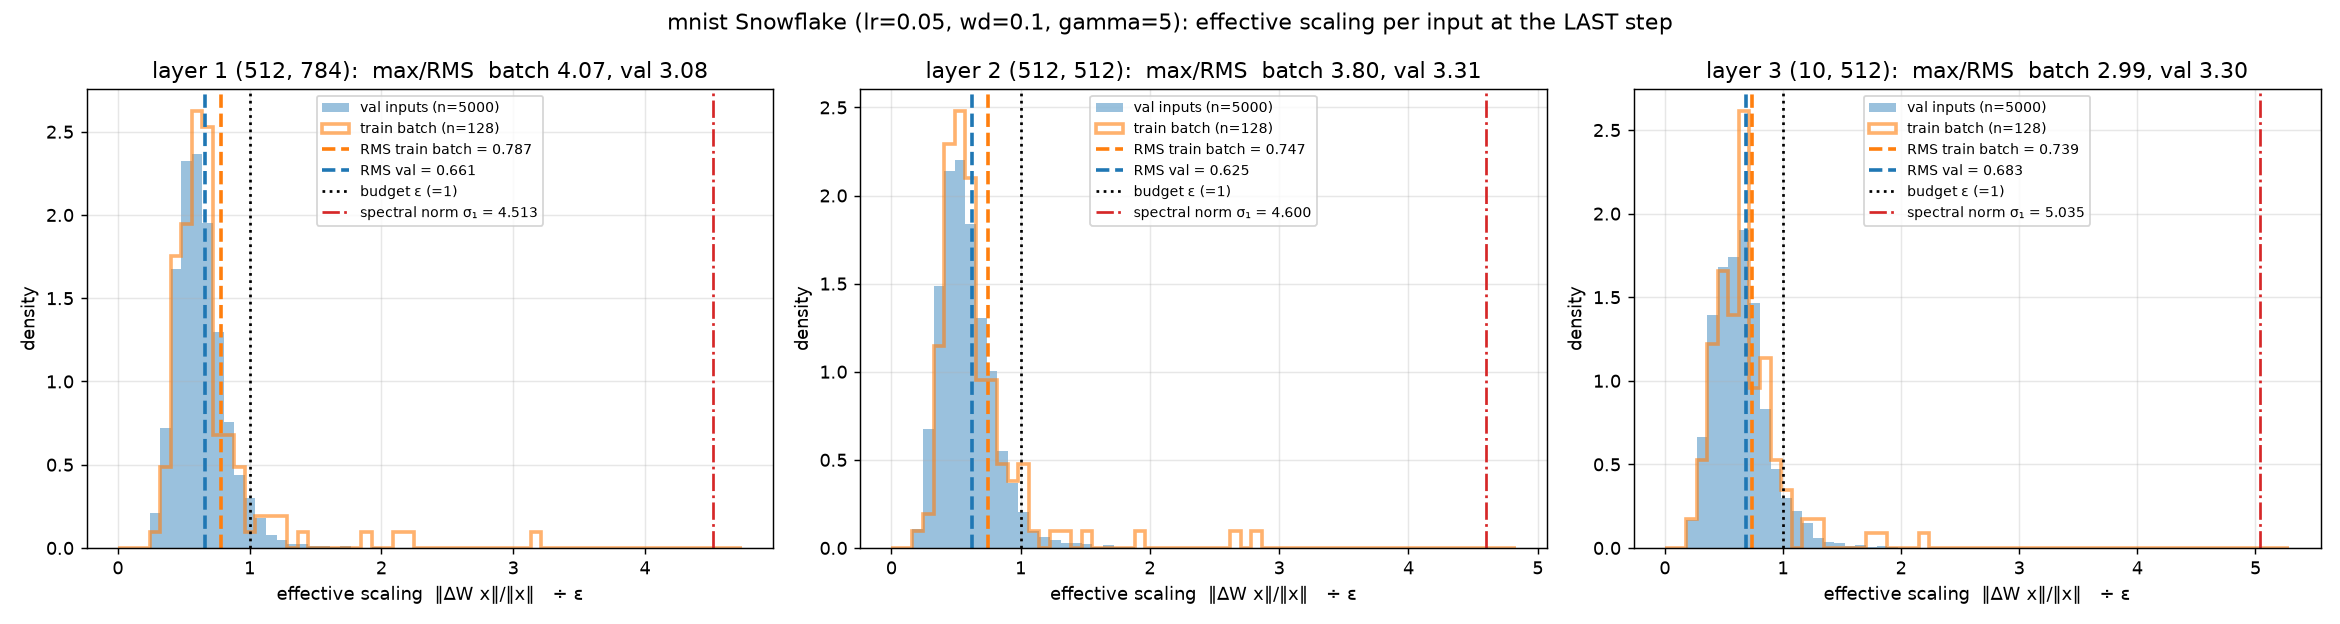 mnist Snowflake (lr=0.05, wd=0.1, gamma=5): effective scaling per input at the LAST step
layer 1 (512, 784):  max/RMS  batch 4.07, val 3.08
val inputs (n=5000)
train batch (n=128)
RMS train batch = 0.787
RMS val = 0.661
budget ε (=1)
spectral norm σ₁ = 4.513
density
0.0
0.5
1.0
1.5
2.0
2.5
0
1
2
3
4
effective scaling  ‖ΔW x‖/‖x‖   ÷ ε
layer 2 (512, 512):  max/RMS  batch 3.80, val 3.31
val inputs (n=5000)
train batch (n=128)
RMS train batch = 0.747
RMS val = 0.625
budget ε (=1)
spectral norm σ₁ = 4.600
density
0.0
0.5
1.0
1.5
2.0
2.5
0
1
2
3
4
5
effective scaling  ‖ΔW x‖/‖x‖   ÷ ε
layer 3 (10, 512):  max/RMS  batch 2.99, val 3.30
val inputs (n=5000)
train batch (n=128)
RMS train batch = 0.739
RMS val = 0.683
budget ε (=1)
spectral norm σ₁ = 5.035
density
0.0
0.5
1.0
1.5
2.0
2.5
0
1
2
3
4
5
effective scaling  ‖ΔW x‖/‖x‖   ÷ ε